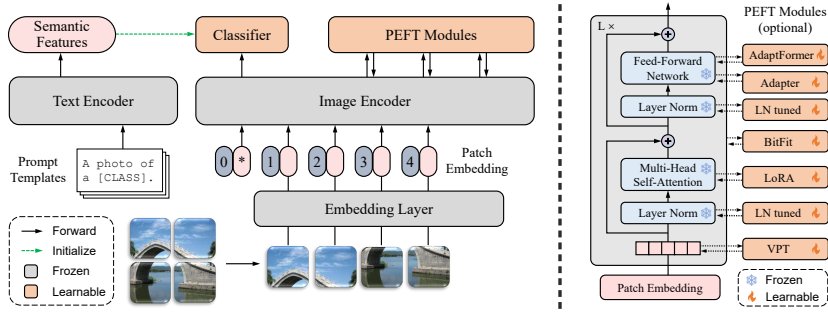 Semantic
Features
Classifier
PEFT Modules
Text Encoder
Image Encoder
Prompt
Templates
A photo of
a [CLASS].
0 * 1 2 3 4
Patch
Embedding
Embedding Layer
Forward
Initialize
Frozen
Learnable
L ×
PEFT Modules
(optional)
Feed-Forward
Network
AdaptFormer
Adapter
Layer Norm
LN tuned
BitFit
Multi-Head
Self-Attention
LoRA
Layer Norm
LN tuned
VPT
Patch Embedding
Frozen
Learnable